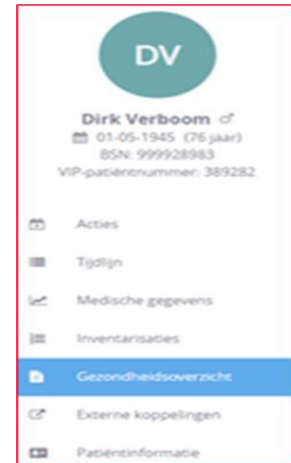 DV
Dirk Verboom ♂
01-05-1945 (76 jaar)
BSN: 999928983
VIP-patiëntnummer: 389282
Acties
Tijdlijn
Medische gegevens
Inventarisaties
Gezondheidsoverzicht
Externe koppelingen
Patiëntinformatie